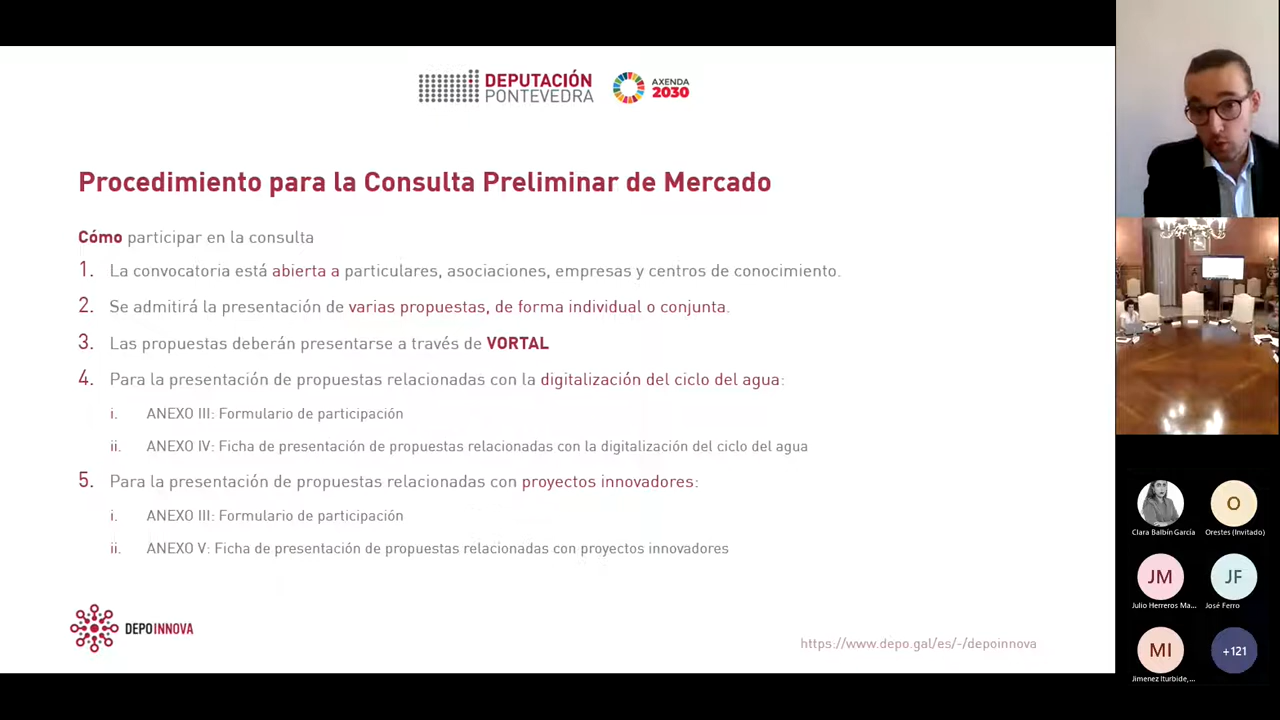 DEPUTACIÓN
PONTEVEDRA
AXENDA
2030
Procedimiento para la Consulta Preliminar de Mercado
Cómo participar en la consulta
1. La convocatoria está abierta a particulares, asociaciones, empresas y centros de conocimiento.
2. Se admitirá la presentación de varias propuestas, de forma individual o conjunta.
3. Las propuestas deberán presentarse a través de VORTAL
4. Para la presentación de propuestas relacionadas con la digitalización del ciclo del agua:
i. ANEXO III: Formulario de participación
ii. ANEXO IV: Ficha de presentación de propuestas relacionadas con la digitalización del ciclo del agua
5. Para la presentación de propuestas relacionadas con proyectos innovadores:
i. ANEXO III: Formulario de participación
ii. ANEXO V: Ficha de presentación de propuestas relacionadas con proyectos innovadores
DEPOINNOVA
https://www.depo.gal/es/-/depoinnova
O
Clara Balbín García
Orestes (Invitado)
JM
JF
Julio Herreros Ma...
José Ferro
MI
+121
Jimenez Iturbide,...